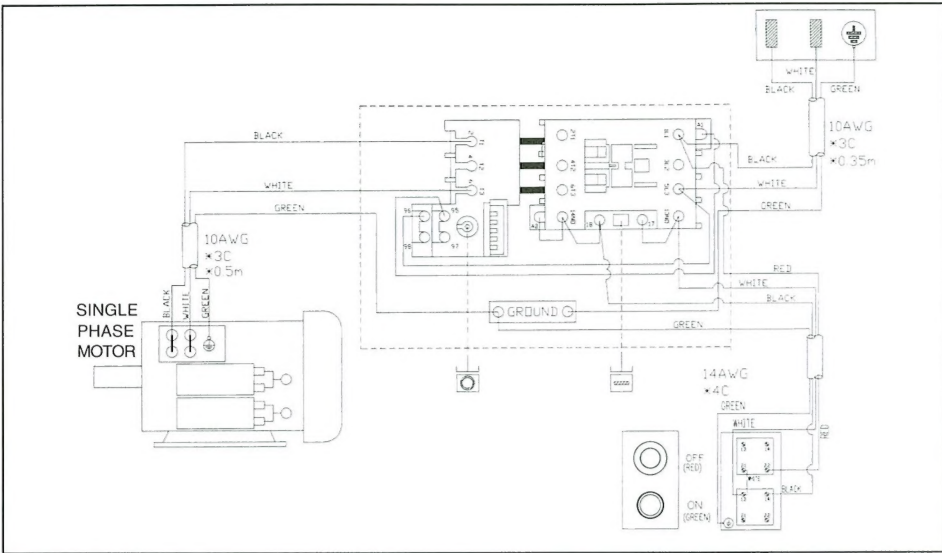 WHITE
BLACK
GREEN
10AWG
*3C
*0.35m
A1
BLACK
BLACK
WHITE
WHITE
GREEN
GREEN
96
95
98
97
A2
18
17
10AWG
*3C
*0.5m
RED
WHITE
BLACK
GROUND
GREEN
BLACK
WHITE
GREEN
SINGLE
PHASE
MOTOR
14AWG
*4C
GREEN
WHITE
RED
OFF
(RED)
BLACK
ON
(GREEN)